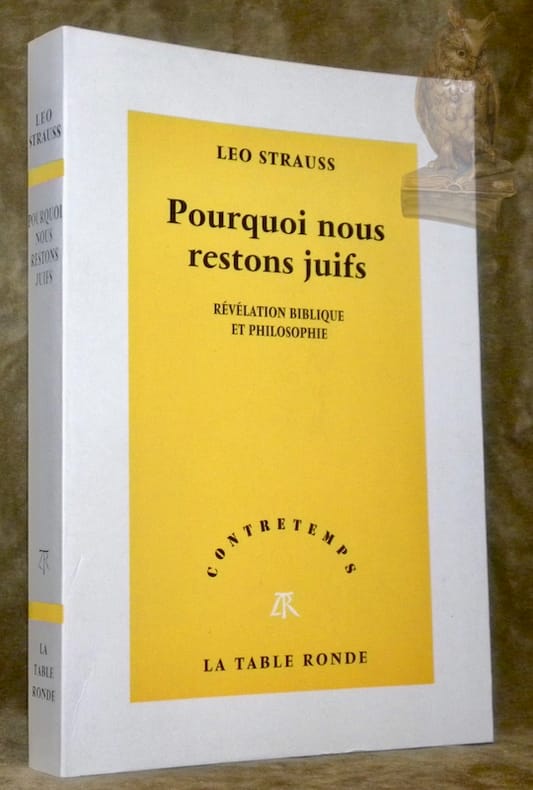 LEO
STRAUSS
POURQUOI
NOUS
RESTONS
JUIFS
LA
TABLE
RONDE
LEO STRAUSS
Pourquoi nous
restons juifs
RÉVÉLATION BIBLIQUE
ET PHILOSOPHIE
CONTRETEMPS
LA TABLE RONDE